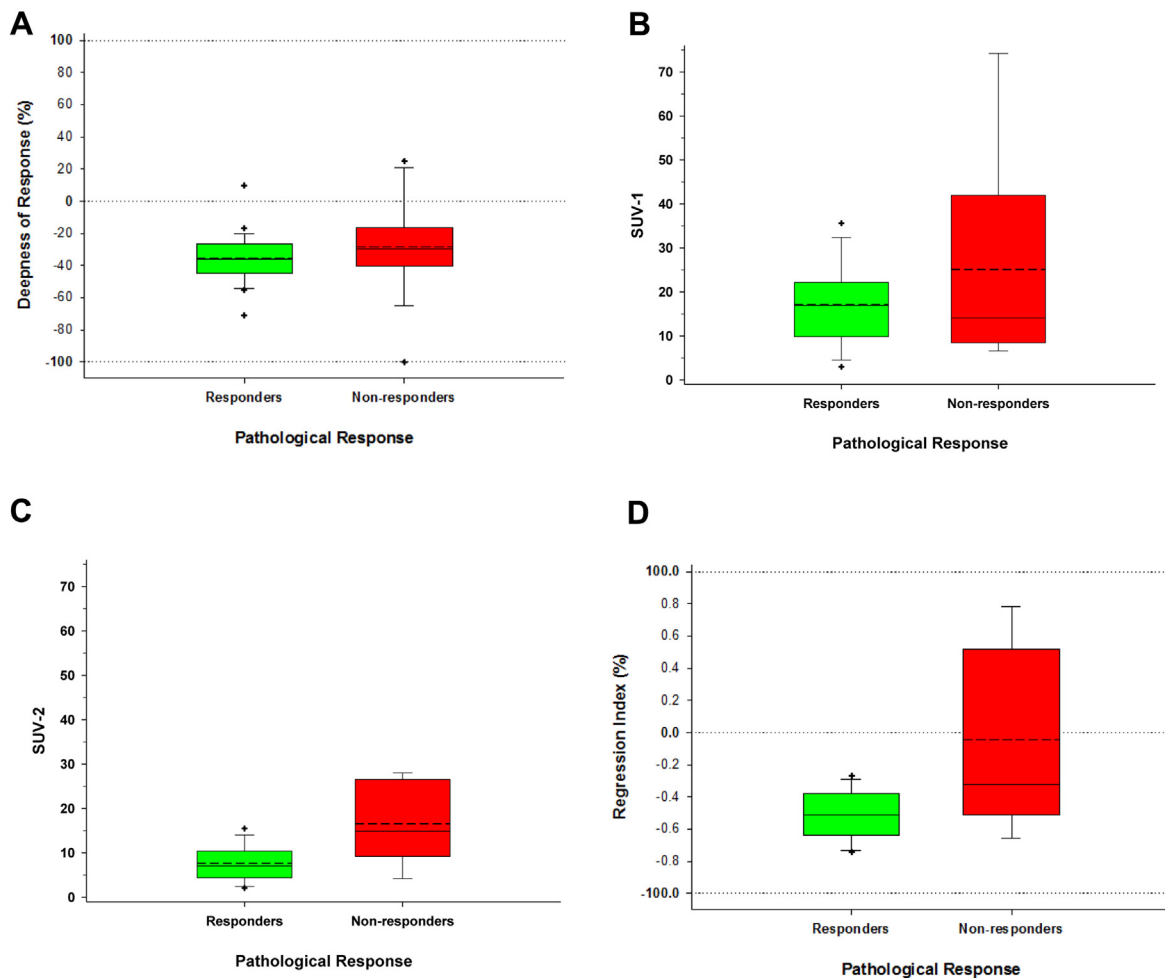 A
100
80
60
40
20
0
-20
-40
-60
-80
-100
Deepness of Response (%)
Responders Non-responders
Pathological Response
B
70
60
50
40
30
20
10
0
SUV-1
Responders Non-responders
Pathological Response
C
70
60
50
40
30
20
10
0
SUV-2
Responders Non-responders
Pathological Response
D
100.0
0.8
0.6
0.4
0.2
0.0
-0.2
-0.4
-0.6
-0.8
-100.0
Regression Index (%)
Responders Non-responders
Pathological Response